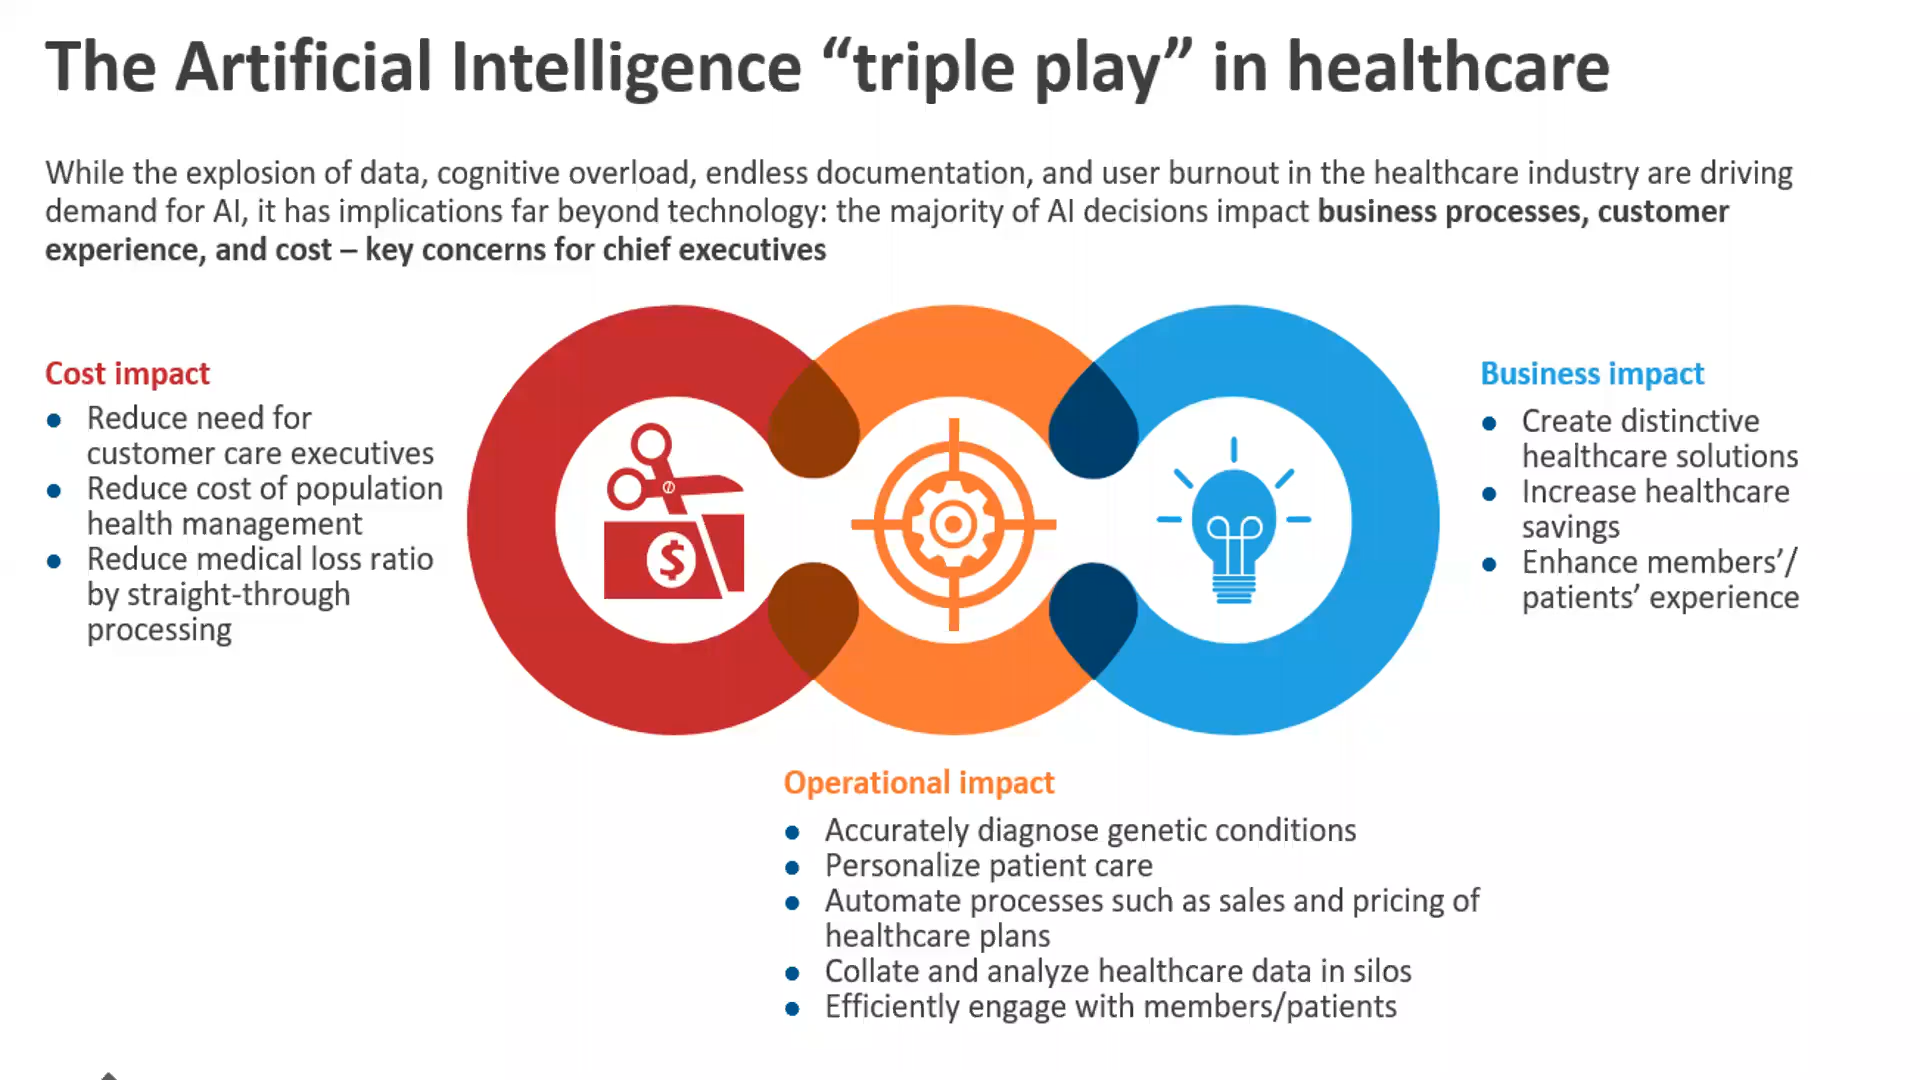 The Artificial Intelligence “triple play” in healthcare
While the explosion of data, cognitive overload, endless documentation, and user burnout in the healthcare industry are driving
demand for AI, it has implications far beyond technology: the majority of AI decisions impact business processes, customer
experience, and cost – key concerns for chief executives
Cost impact
● Reduce need for
customer care executives
● Reduce cost of population
health management
● Reduce medical loss ratio
by straight-through
processing
$
Business impact
● Create distinctive
healthcare solutions
● Increase healthcare
savings
● Enhance members’/
patients’ experience
Operational impact
● Accurately diagnose genetic conditions
● Personalize patient care
● Automate processes such as sales and pricing of
healthcare plans
● Collate and analyze healthcare data in silos
● Efficiently engage with members/patients